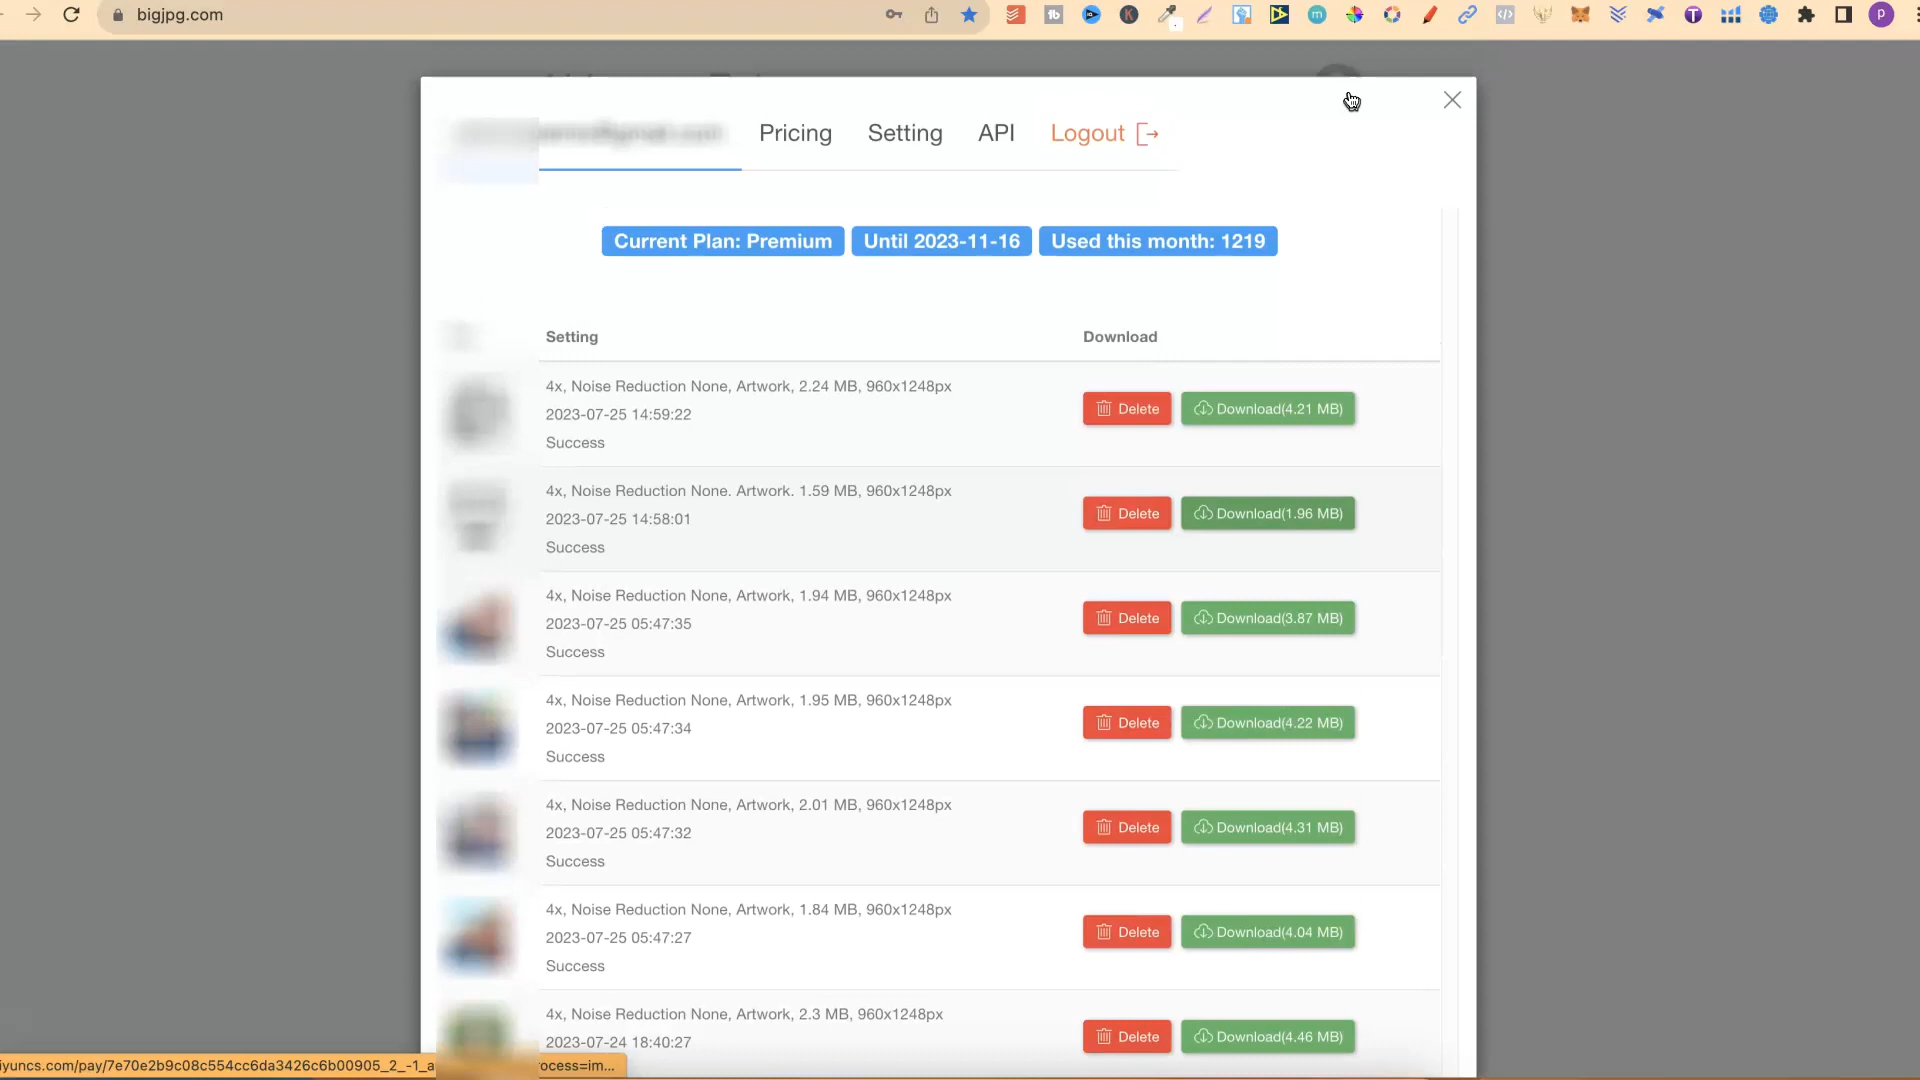 bigjpg.com
Pricing Setting API Logout
Current Plan: Premium Until 2023-11-16 Used this month: 1219
Setting Download
4x, Noise Reduction None, Artwork, 2.24 MB, 960x1248px
2023-07-25 14:59:22
Success
Delete Download(4.21 MB)
4x, Noise Reduction None. Artwork. 1.59 MB, 960x1248px
2023-07-25 14:58:01
Success
Delete Download(1.96 MB)
4x, Noise Reduction None, Artwork, 1.94 MB, 960x1248px
2023-07-25 05:47:35
Success
Delete Download(3.87 MB)
4x, Noise Reduction None, Artwork, 1.95 MB, 960x1248px
2023-07-25 05:47:34
Success
Delete Download(4.22 MB)
4x, Noise Reduction None, Artwork, 2.01 MB, 960x1248px
2023-07-25 05:47:32
Success
Delete Download(4.31 MB)
4x, Noise Reduction None, Artwork, 1.84 MB, 960x1248px
2023-07-25 05:47:27
Success
Delete Download(4.04 MB)
4x, Noise Reduction None, Artwork, 2.3 MB, 960x1248px
2023-07-24 18:40:27
Delete Download(4.46 MB)
iyuncs.com/pay/7e70e2b9c08c554cc6da3426c6b00905_2_-1_a ocess=im...